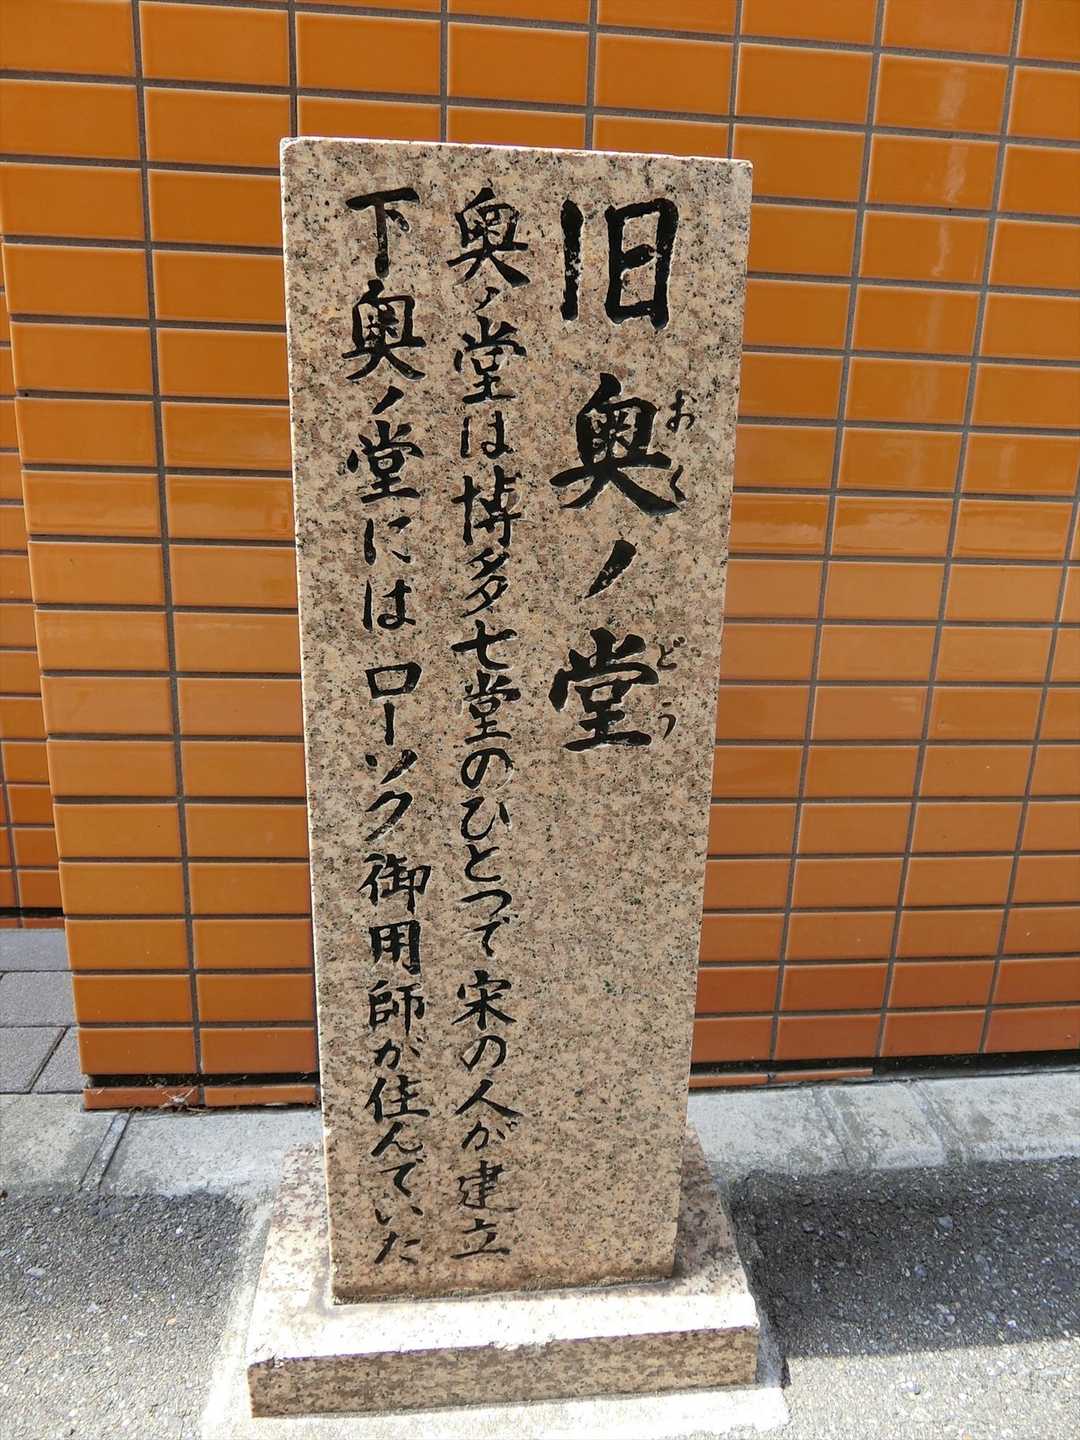 旧奥ノ堂
おくどう
奥ノ堂は博多七堂のひとつで宋の人が建立
下奥ノ堂にはローソク御用師が住んでいた